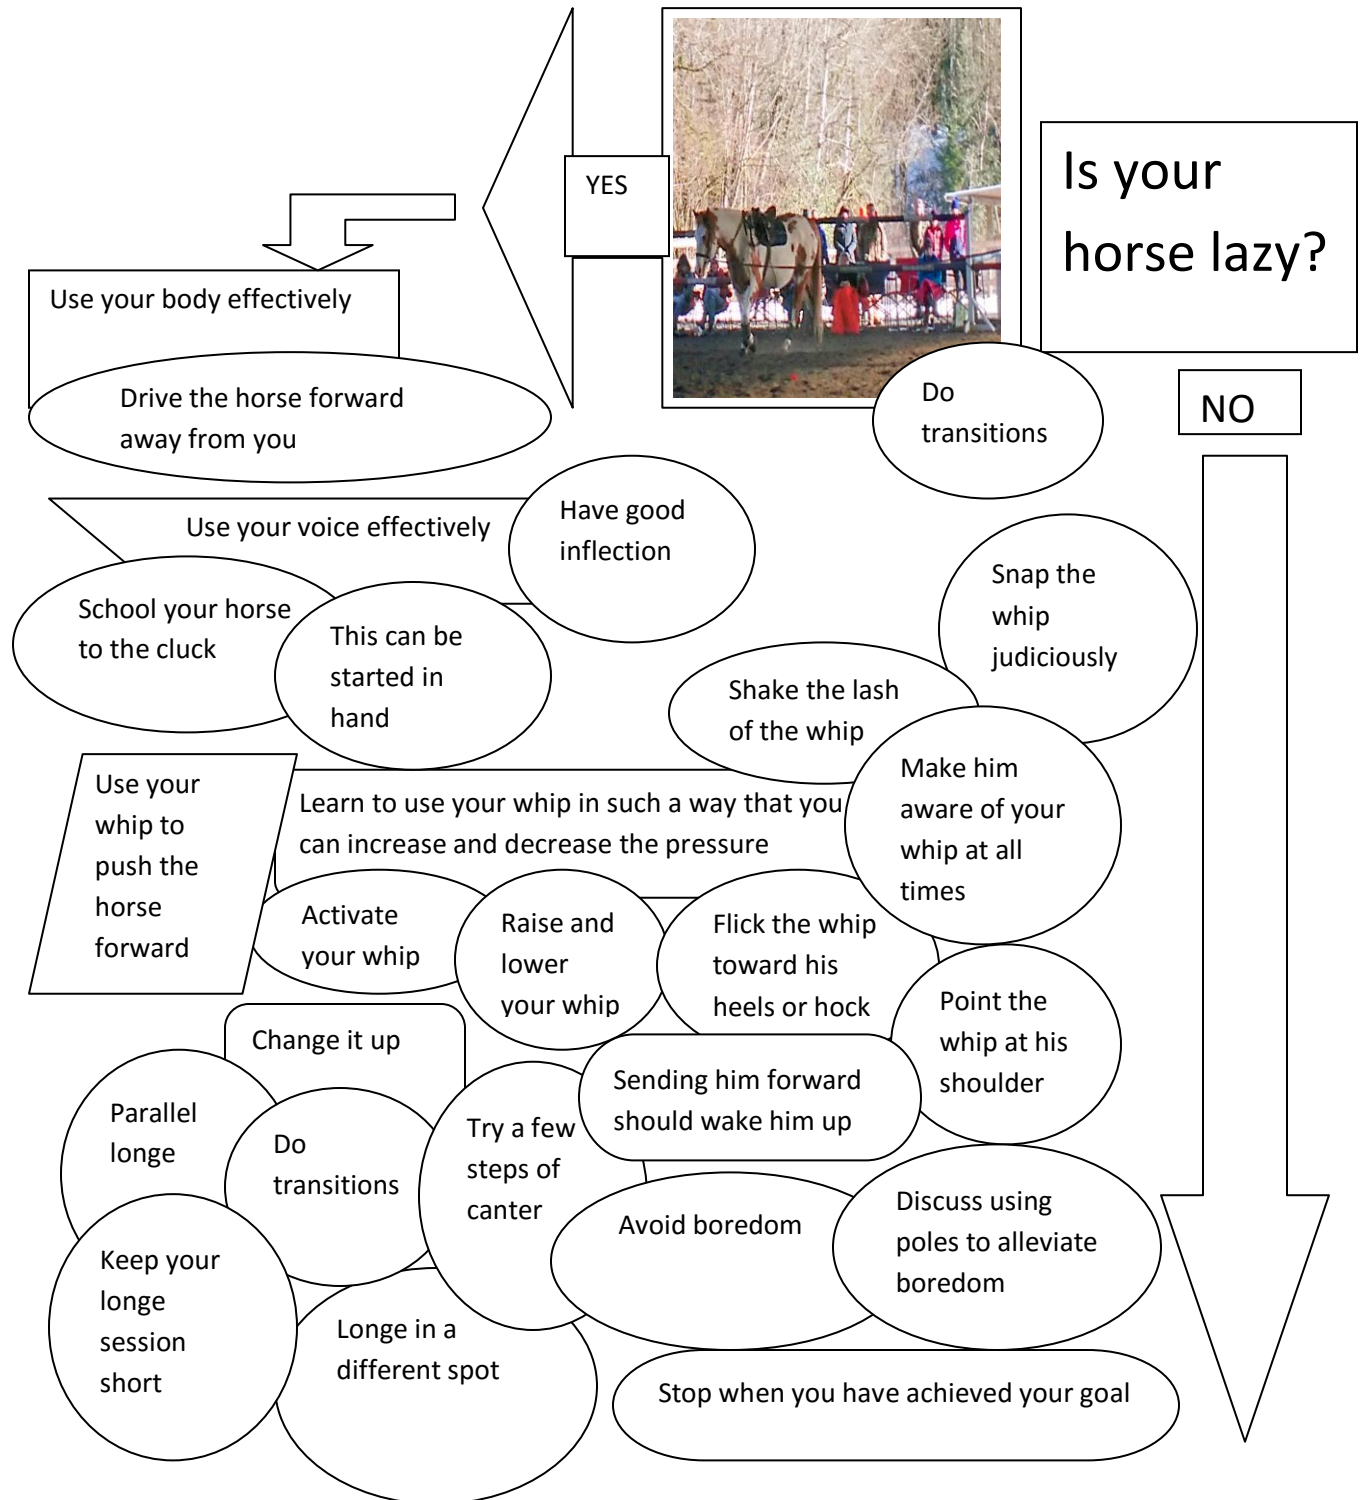 Is your
horse lazy?
YES
NO
Use your body effectively
Drive the horse forward
away from you
Do
transitions
Use your voice effectively
Have good
inflection
School your horse
to the cluck
This can be
started in
hand
Snap the
whip
judiciously
Shake the lash
of the whip
Make him
aware of your
whip at all
times
Use your
whip to
push the
horse
forward
Learn to use your whip in such a way that you
can increase and decrease the pressure
Activate
your whip
Raise and
lower
your whip
Flick the whip
toward his
heels or hock
Point the
whip at his
shoulder
Change it up
Sending him forward
should wake him up
Parallel
longe
Do
transitions
Try a few
steps of
canter
Avoid boredom
Discuss using
poles to alleviate
boredom
Keep your
longe
session
short
Longe in a
different spot
Stop when you have achieved your goal